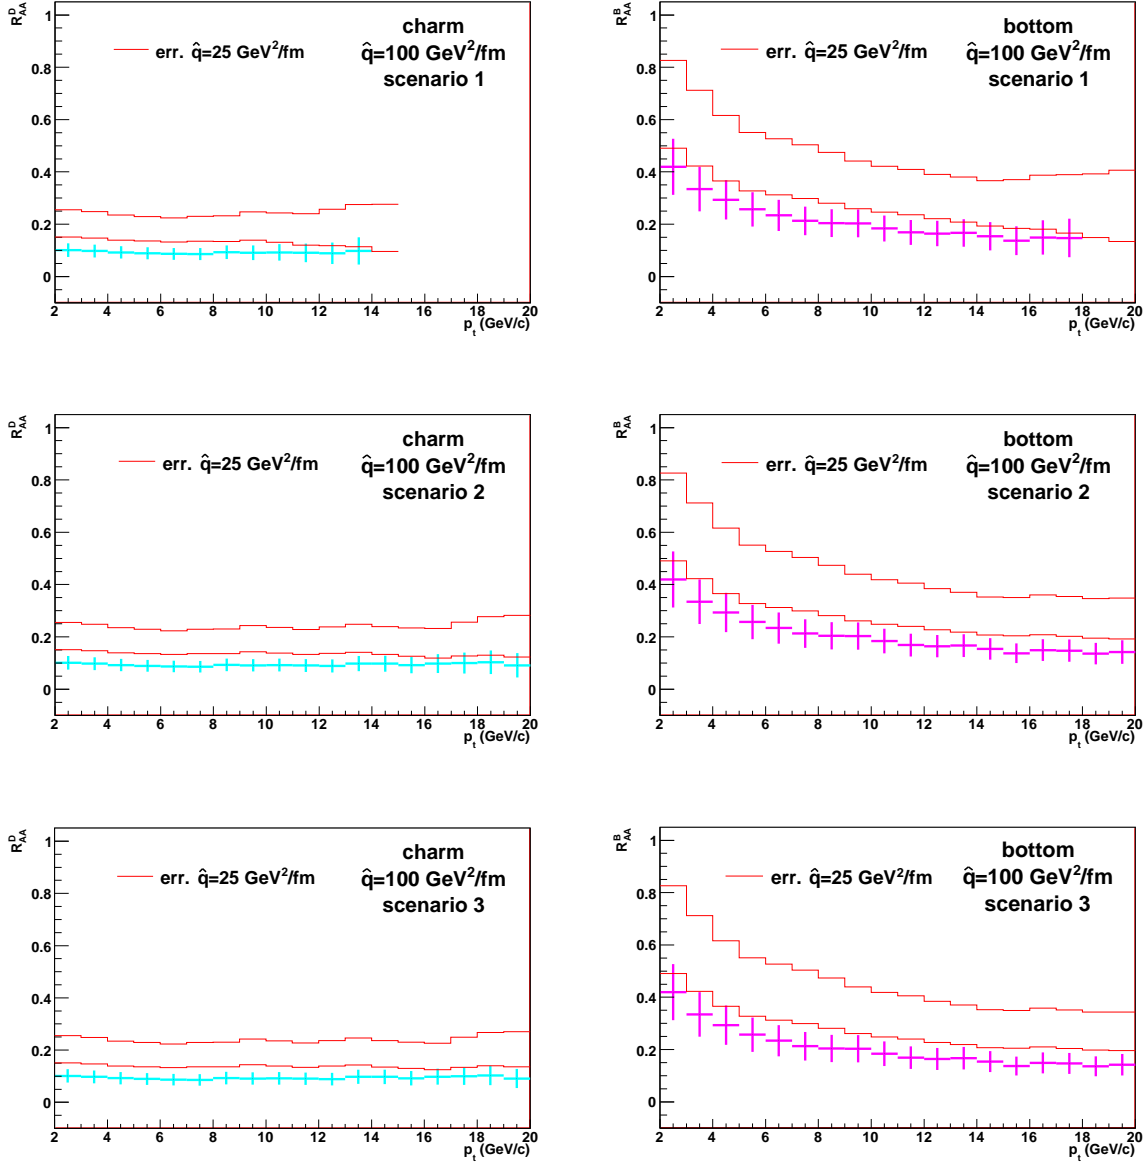 R_AA^D
1
0.8
0.6
0.4
0.2
0
charm
err. q̂=25 GeV²/fm
q̂=100 GeV²/fm
scenario 1
2 4 6 8 10 12 14 16 18 20
p_t (GeV/c)
R_AA^B
1
0.8
0.6
0.4
0.2
0
bottom
err. q̂=25 GeV²/fm
q̂=100 GeV²/fm
scenario 1
2 4 6 8 10 12 14 16 18 20
p_t (GeV/c)
R_AA^D
1
0.8
0.6
0.4
0.2
0
charm
err. q̂=25 GeV²/fm
q̂=100 GeV²/fm
scenario 2
2 4 6 8 10 12 14 16 18 20
p_t (GeV/c)
R_AA^B
1
0.8
0.6
0.4
0.2
0
bottom
err. q̂=25 GeV²/fm
q̂=100 GeV²/fm
scenario 2
2 4 6 8 10 12 14 16 18 20
p_t (GeV/c)
R_AA^D
1
0.8
0.6
0.4
0.2
0
charm
err. q̂=25 GeV²/fm
q̂=100 GeV²/fm
scenario 3
2 4 6 8 10 12 14 16 18 20
p_t (GeV/c)
R_AA^B
1
0.8
0.6
0.4
0.2
0
bottom
err. q̂=25 GeV²/fm
q̂=100 GeV²/fm
scenario 3
2 4 6 8 10 12 14 16 18 20
p_t (GeV/c)